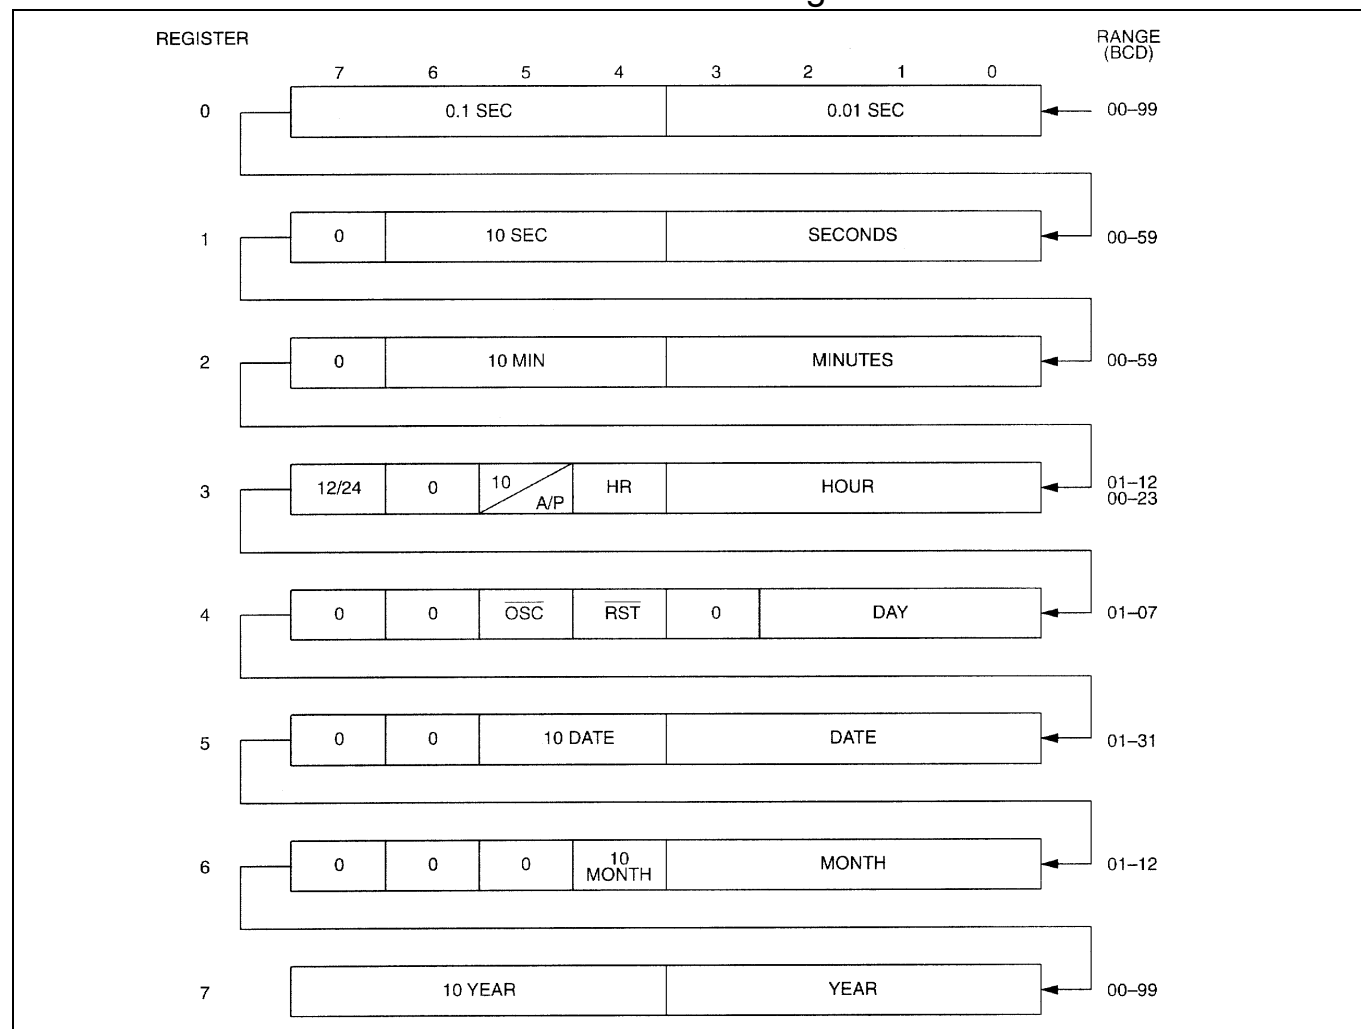 REGISTER
RANGE
(BCD)
7 6 5 4 3 2 1 0
0 0.1 SEC 0.01 SEC 00–99
1 0 10 SEC SECONDS 00–59
2 0 10 MIN MINUTES 00–59
3 12/24 0 10 A/P HR HOUR 01–12
00–23
4 0 0 OSC RST 0 DAY 01–07
5 0 0 10 DATE DATE 01–31
6 0 0 0 10 MONTH MONTH 01–12
7 10 YEAR YEAR 00–99